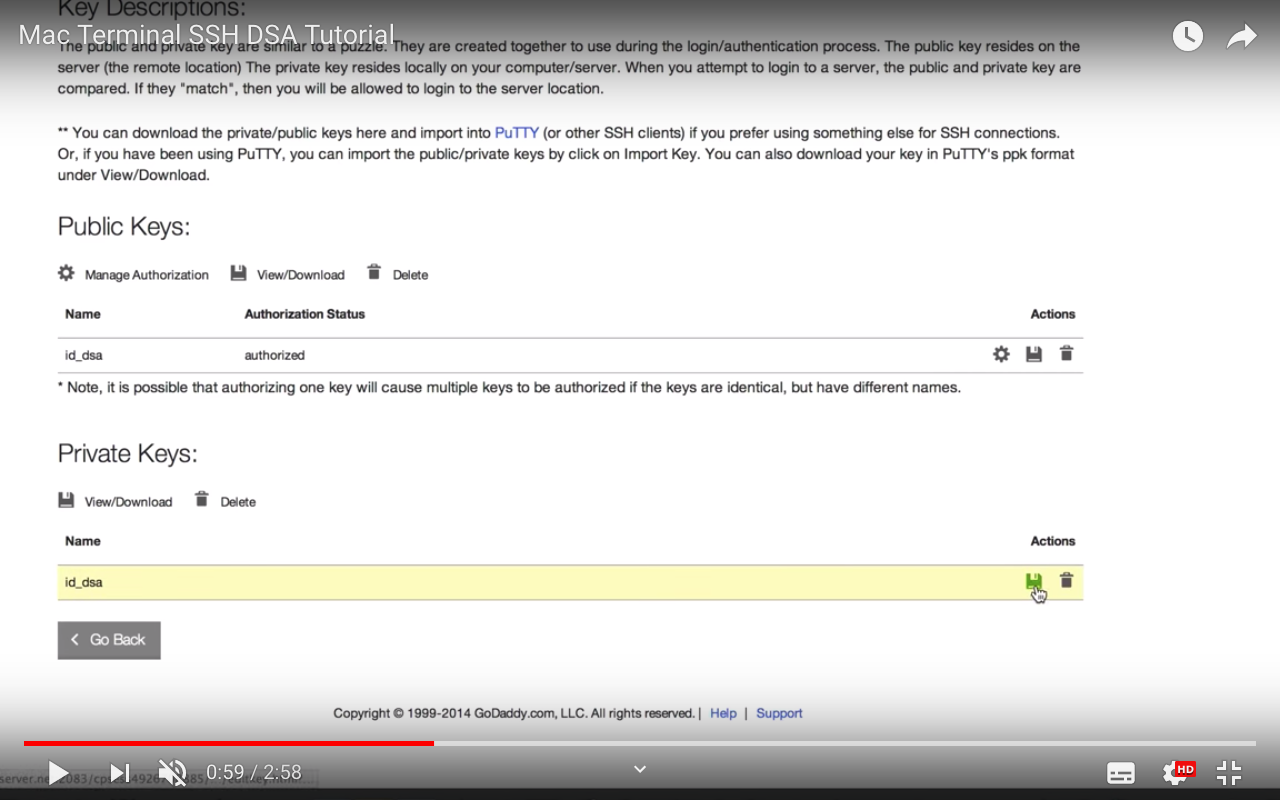 Key Descriptions:
Mac Terminal SSH DSA Tutorial
The public and private key are similar to a puzzle. They are created together to use during the login/authentication process. The public key resides on the
server (the remote location) The private key resides locally on your computer/server. When you attempt to login to a server, the public and private key are
compared. If they "match", then you will be allowed to login to the server location.
** You can download the private/public keys here and import into PuTTY (or other SSH clients) if you prefer using something else for SSH connections.
Or, if you have been using PuTTY, you can import the public/private keys by click on Import Key. You can also download your key in PuTTY's ppk format
under View/Download.
Public Keys:
Manage Authorization View/Download Delete
Name Authorization Status Actions
id_dsa authorized
* Note, it is possible that authorizing one key will cause multiple keys to be authorized if the keys are identical, but have different names.
Private Keys:
View/Download Delete
Name Actions
id_dsa
Go Back
Copyright © 1999-2014 GoDaddy.com, LLC. All rights reserved. | Help | Support
0:59 / 2:58
HD